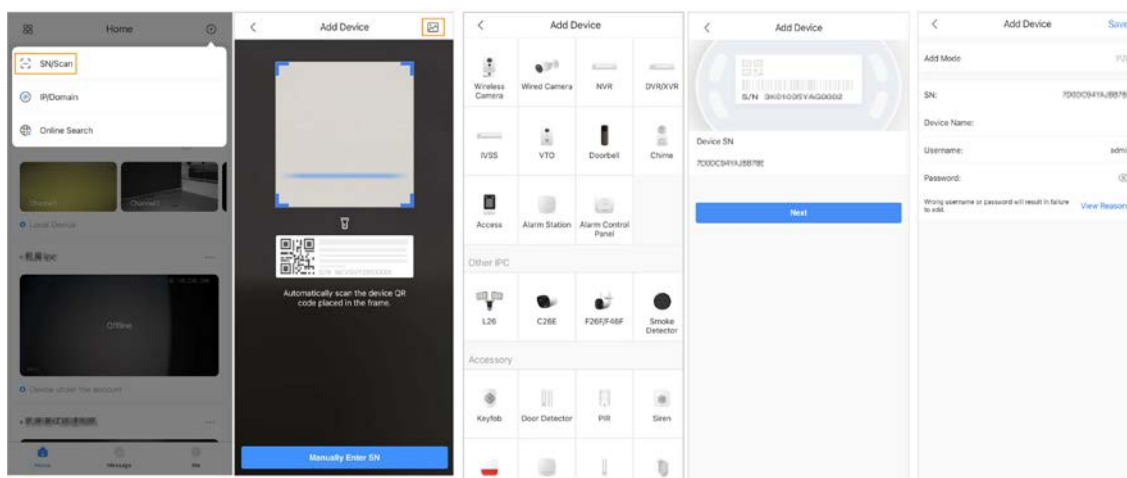 Home
SN/Scan
IP/Domain
Online Search
Channel1
Local Device
Offline
Device under the account
Home
Message
Me
Add Device
Automatically scan the device QR
code placed in the frame.
Manually Enter SN
Add Device
Wireless
Camera
Wired Camera
NVR
DVR/XVR
IVSS
VTO
Doorbell
Chime
Access
Alarm Station
Alarm Control
Panel
Other IPC
L26
C26E
F26F/F46F
Smoke
Detector
Accessory
Keyfob
Door Detector
PIR
Siren
Add Device
Device SN
Next
Add Device
Save
Add Mode
SN:
Device Name:
Username:
admi
Password:
Wrong username or password will result in failure
to add.
View Reason